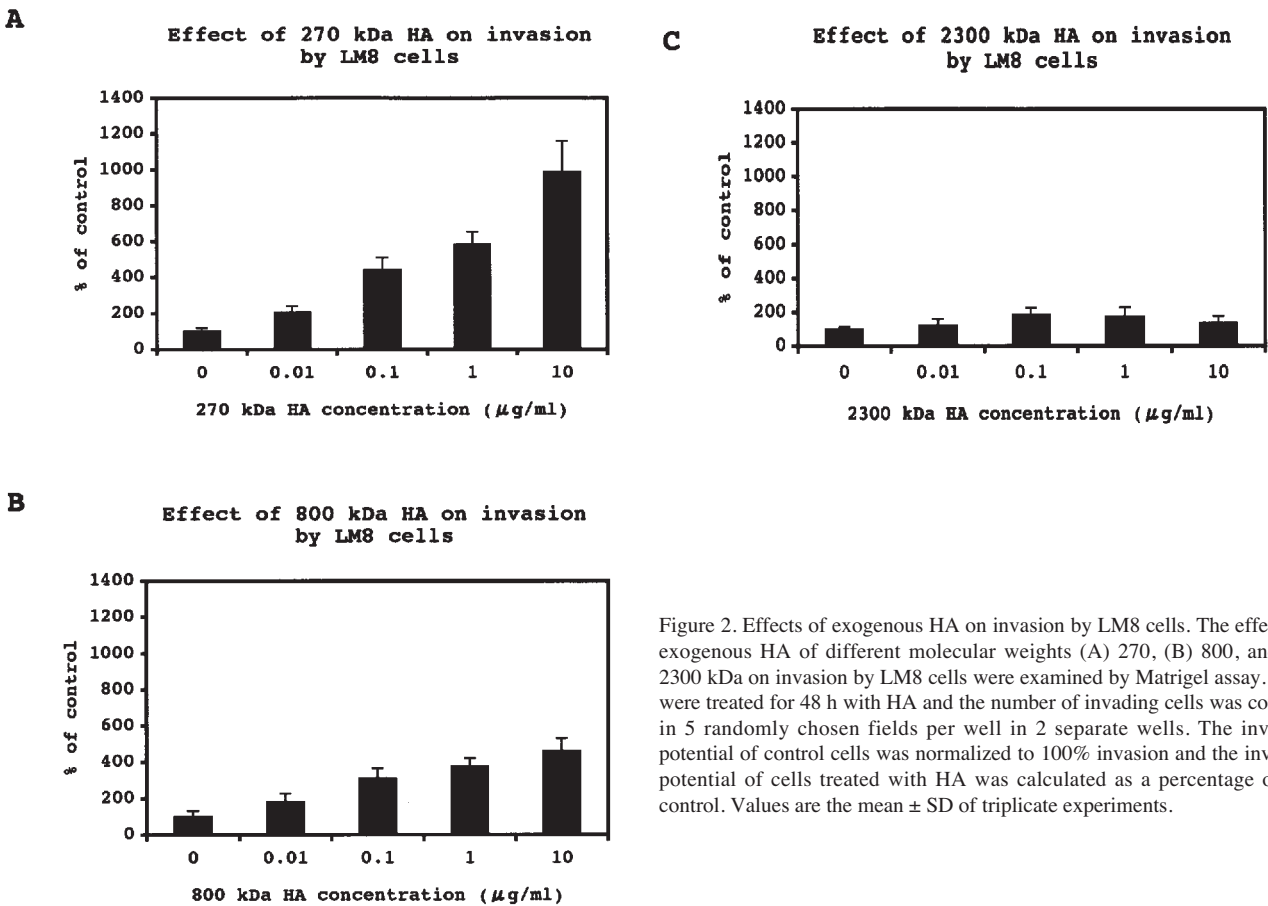 A
Effect of 270 kDa HA on invasion
by LM8 cells
% of control
1400
1200
1000
800
600
400
200
0
0 0.01 0.1 1 10
270 kDa HA concentration (μg/ml)
B
Effect of 800 kDa HA on invasion
by LM8 cells
% of control
1400
1200
1000
800
600
400
200
0
0 0.01 0.1 1 10
800 kDa HA concentration (μg/ml)
C
Effect of 2300 kDa HA on invasion
by LM8 cells
% of control
1400
1200
1000
800
600
400
200
0
0 0.01 0.1 1 10
2300 kDa HA concentration (μg/ml)
Figure 2. Effects of exogenous HA on invasion by LM8 cells. The
exogenous HA of different molecular weights (A) 270, (B) 800,
2300 kDa on invasion by LM8 cells were examined by Matrigel assay.
were treated for 48 h with HA and the number of invading cells was
in 5 randomly chosen fields per well in 2 separate wells. The
potential of control cells was normalized to 100% invasion and the
potential of cells treated with HA was calculated as a percentage
control. Values are the mean ± SD of triplicate experiments.